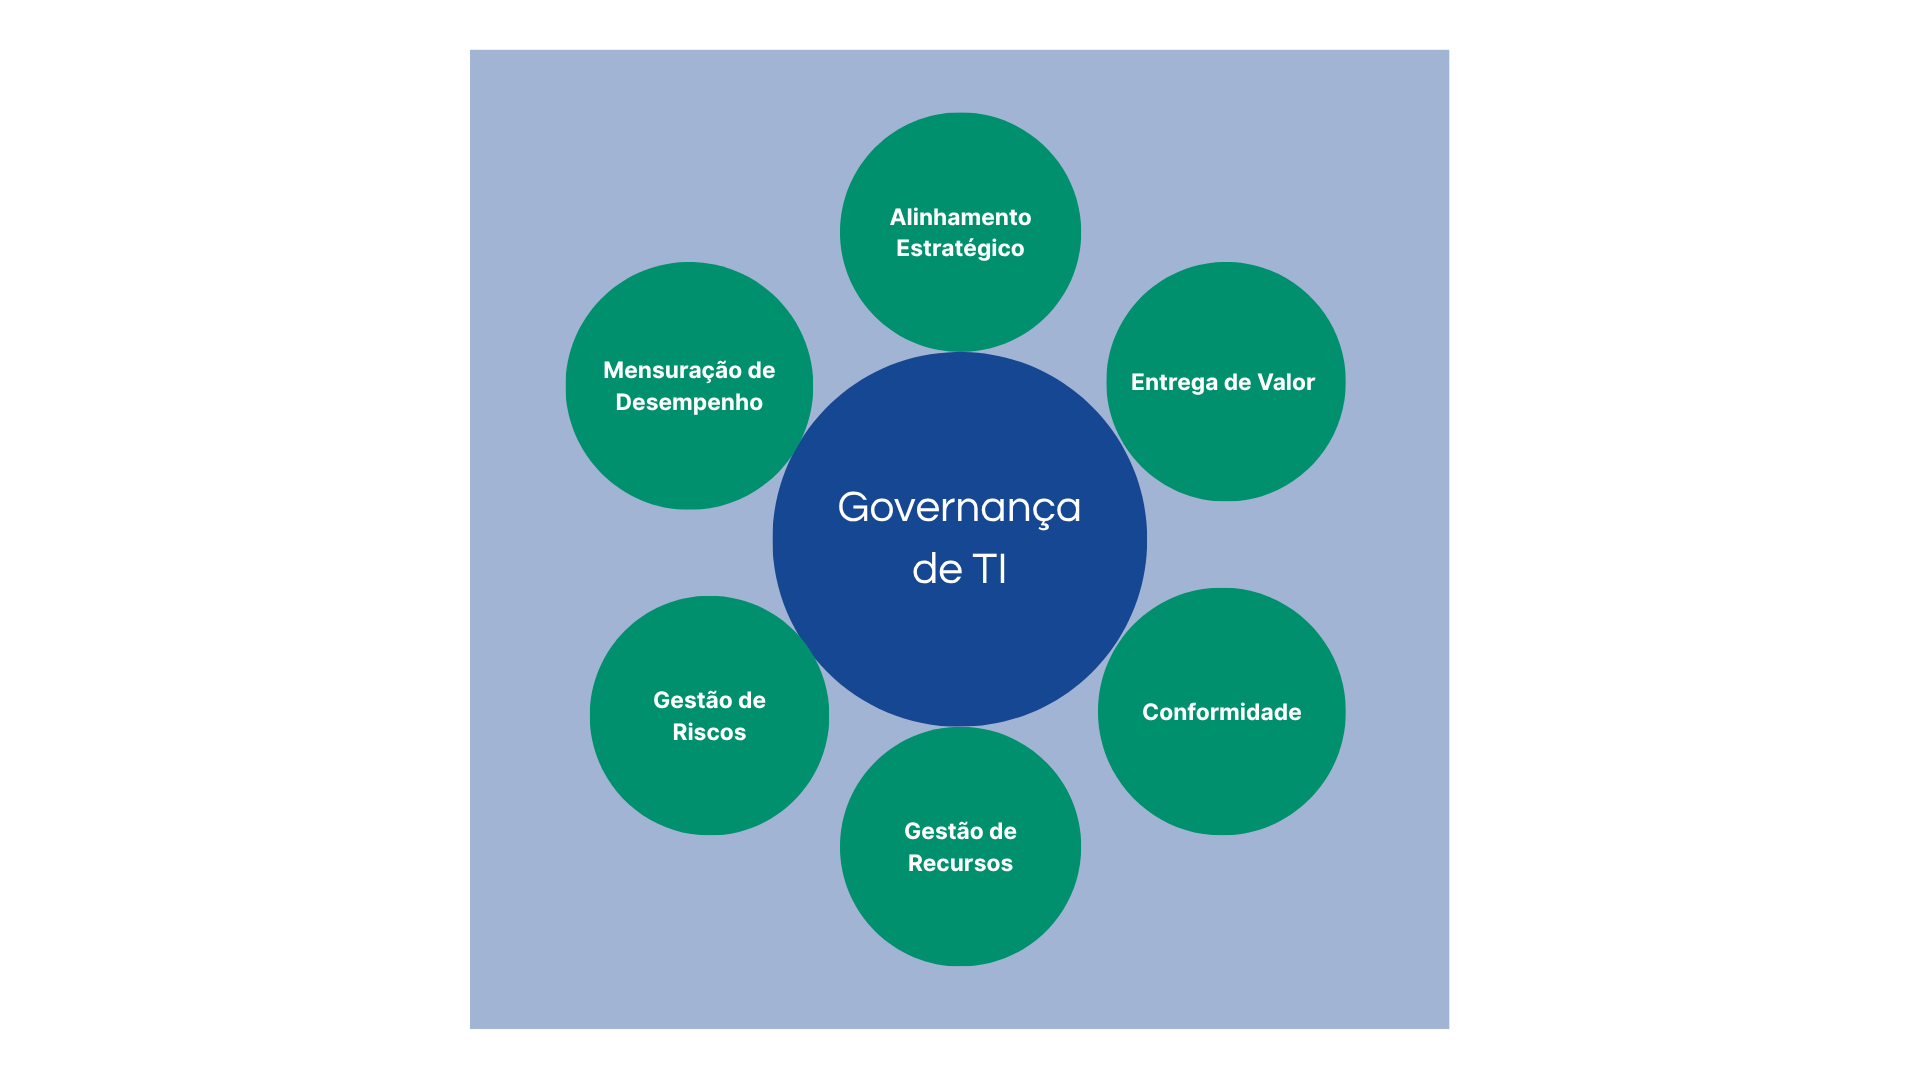 Alinhamento
Estratégico
Mensuração de
Desempenho
Entrega de Valor
Governança
de TI
Gestão de
Riscos
Conformidade
Gestão de
Recursos